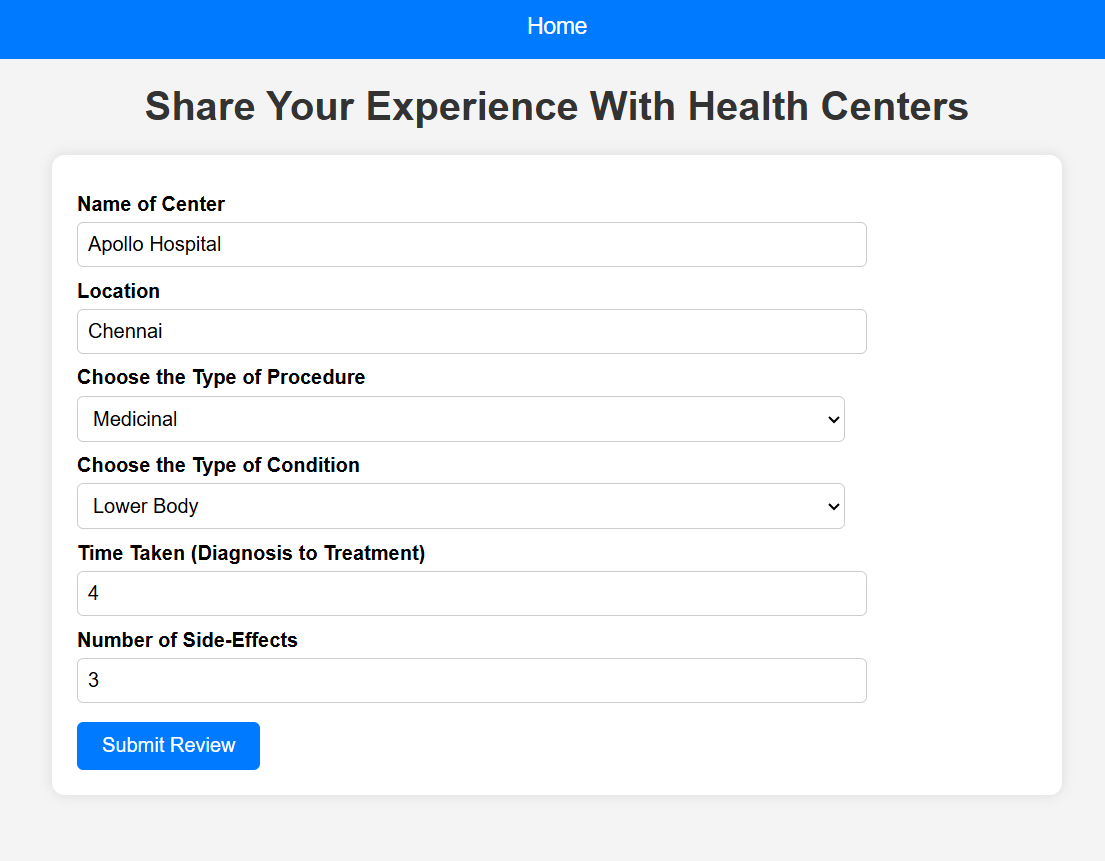 Home
Share Your Experience With Health Centers
Name of Center
Apollo Hospital
Location
Chennai
Choose the Type of Procedure
Medicinal
Choose the Type of Condition
Lower Body
Time Taken (Diagnosis to Treatment)
4
Number of Side-Effects
3
Submit Review